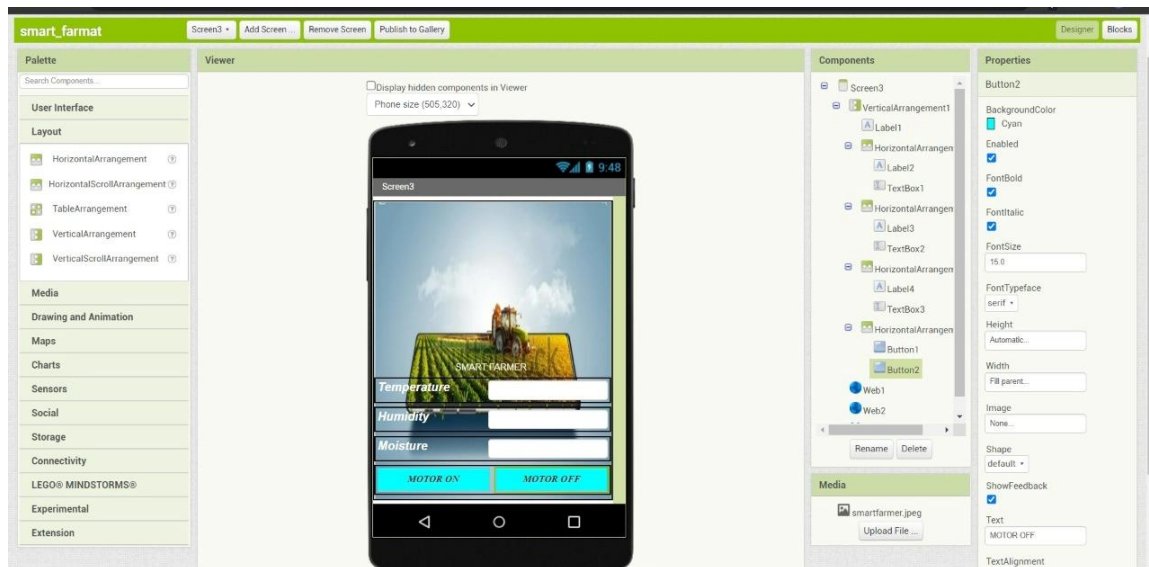 smart_farmat
Screen3
Add Screen ...
Remove Screen
Publish to Gallery
Designer
Blocks
Palette
Search Components...
User Interface
Layout
HorizontalArrangement
HorizontalScrollArrangement
TableArrangement
VerticalArrangement
VerticalScrollArrangement
Media
Drawing and Animation
Maps
Charts
Sensors
Social
Storage
Connectivity
LEGO® MINDSTORMS®
Experimental
Extension
Viewer
Display hidden components in Viewer
Phone size (505,320)
9:48
Screen3
SMART FARMER
Temperature
Humidity
Moisture
MOTOR ON
MOTOR OFF
Components
Screen3
VerticalArrangement1
Label1
HorizontalArrangen
Label2
TextBox1
HorizontalArrangen
Label3
TextBox2
HorizontalArrangen
Label4
TextBox3
HorizontalArrangen
Button1
Button2
Web1
Web2
Rename
Delete
Media
smartfarmer.jpeg
Upload File ...
Properties
Button2
BackgroundColor
Cyan
Enabled
FontBold
FontItalic
FontSize
15.0
FontTypeface
serif
Height
Automatic...
Width
Fill parent...
Image
None...
Shape
default
ShowFeedback
Text
MOTOR OFF
TextAlignment